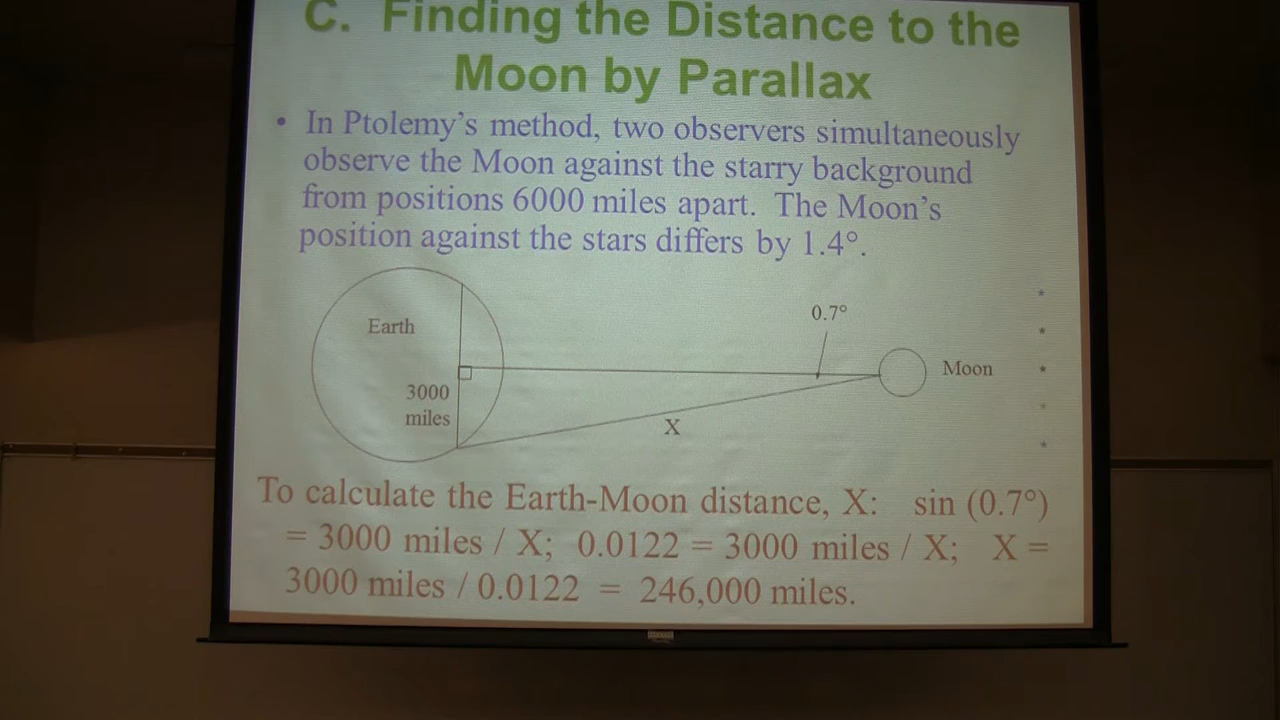 C. Finding the Distance to the
Moon by Parallax
• In Ptolemy's method, two observers simultaneously
observe the Moon against the starry background
from positions 6000 miles apart. The Moon's
position against the stars differs by 1.4°.
0.7°
Earth
Moon
3000
miles
X
To calculate the Earth-Moon distance, X: sin (0.7°)
= 3000 miles / X; 0.0122 = 3000 miles / X; X =
3000 miles / 0.0122 = 246,000 miles.